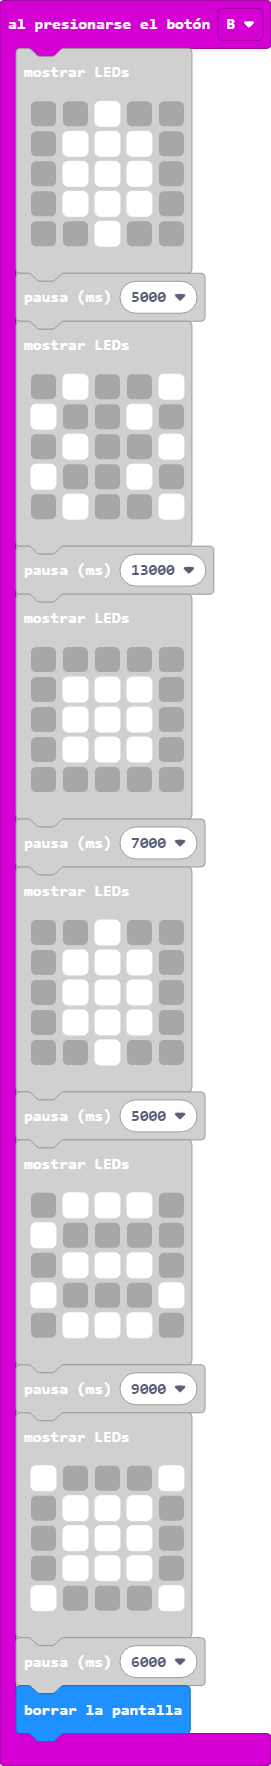 al presionarse el botón B
mostrar LEDs
pausa (ms) 5000
mostrar LEDs
pausa (ms) 13000
mostrar LEDs
pausa (ms) 7000
mostrar LEDs
pausa (ms) 5000
mostrar LEDs
pausa (ms) 9000
mostrar LEDs
pausa (ms) 6000
borrar la pantalla